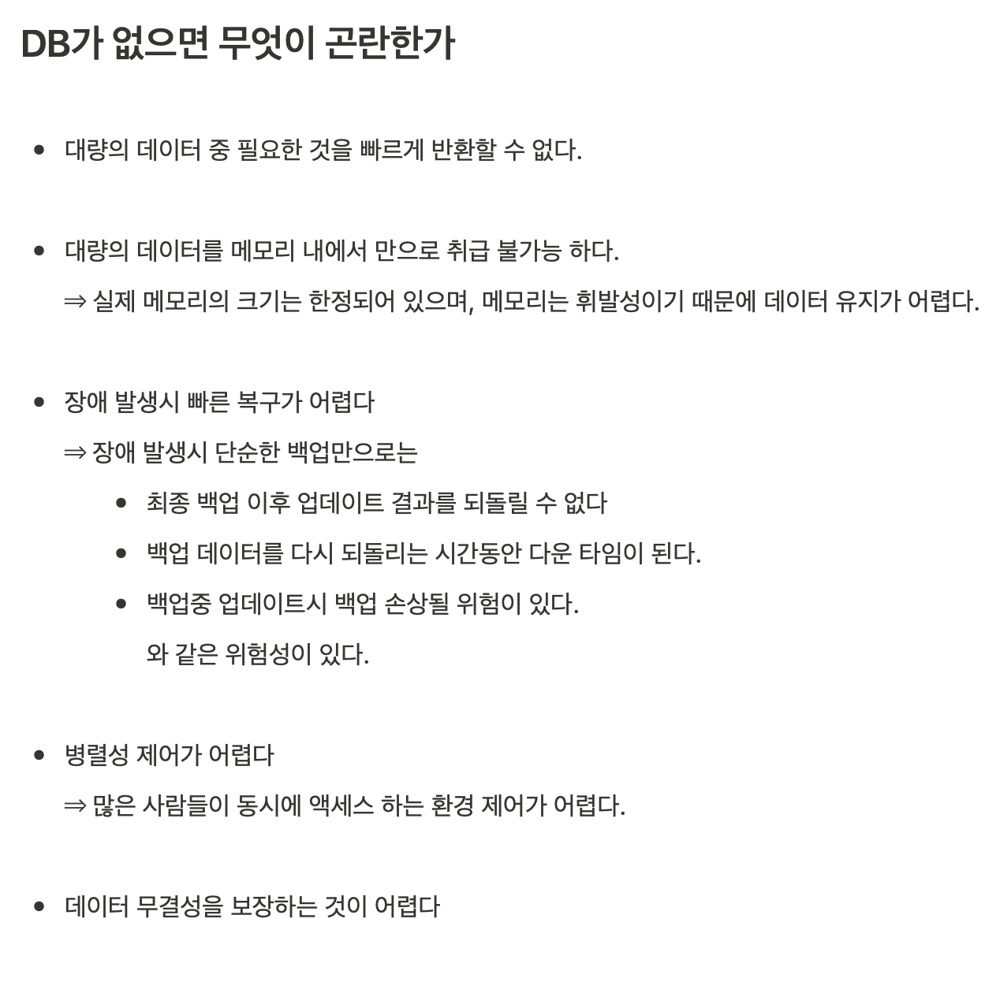 DB가 없으면 무엇이 곤란한가
• 대량의 데이터 중 필요한 것을 빠르게 반환할 수 없다.
• 대량의 데이터를 메모리 내에서 만으로 취급 불가능 하다.
⇒ 실제 메모리의 크기는 한정되어 있으며, 메모리는 휘발성이기 때문에 데이터 유지가 어렵다.
• 장애 발생시 빠른 복구가 어렵다
⇒ 장애 발생시 단순한 백업만으로는
• 최종 백업 이후 업데이트 결과를 되돌릴 수 없다
• 백업 데이터를 다시 되돌리는 시간동안 다운 타임이 된다.
• 백업중 업데이트시 백업 손상될 위험이 있다.
와 같은 위험성이 있다.
• 병렬성 제어가 어렵다
⇒ 많은 사람들이 동시에 액세스 하는 환경 제어가 어렵다.
• 데이터 무결성을 보장하는 것이 어렵다